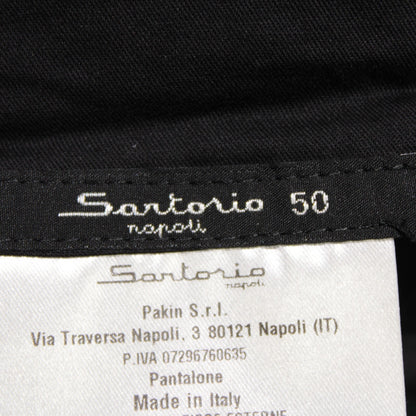 Sartorio 50
napoli
Sartorio
napoli
Pakin S.r.l.
Via Traversa Napoli, 3 80121 Napoli (IT)
P.IVA 07296760635
Pantalone
Made in Italy